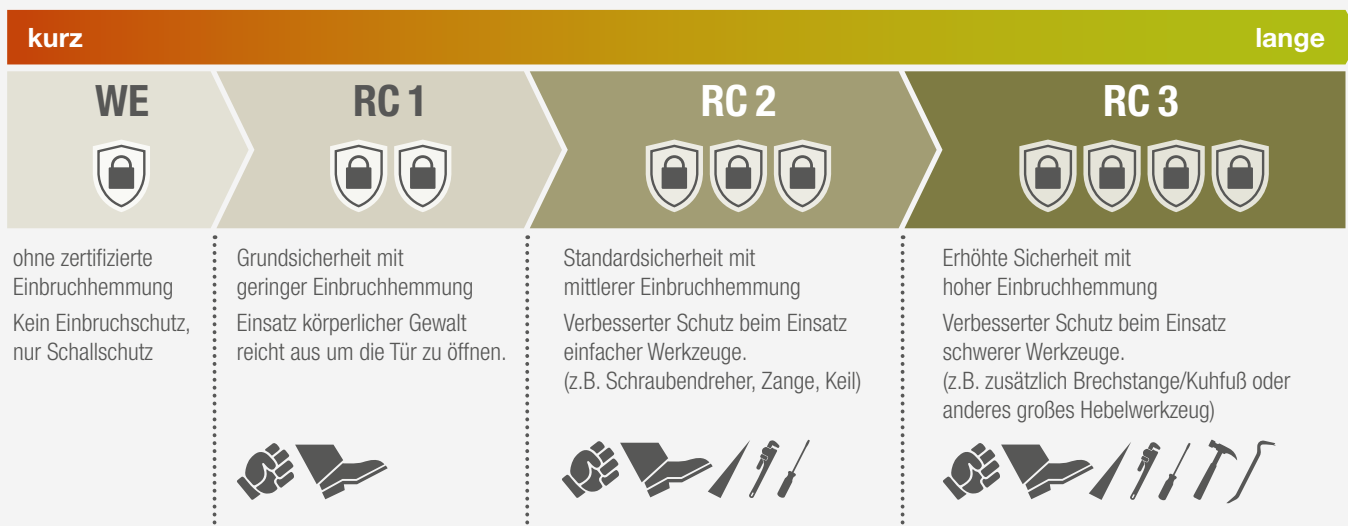 kurz
lange
WE
RC 1
RC 2
RC 3
ohne zertifizierte
Einbruchhemmung
Kein Einbruchschutz,
nur Schallschutz
Grundsicherheit mit
geringer Einbruchhemmung
Einsatz körperlicher Gewalt
reicht aus um die Tür zu öffnen.
Standardsicherheit mit
mittlerer Einbruchhemmung
Verbesserter Schutz beim Einsatz
einfacher Werkzeuge.
(z.B. Schraubendreher, Zange, Keil)
Erhöhte Sicherheit mit
hoher Einbruchhemmung
Verbesserter Schutz beim Einsatz
schwerer Werkzeuge.
(z.B. zusätzlich Brechstange/Kuhfuß oder
anderes großes Hebelwerkzeug)